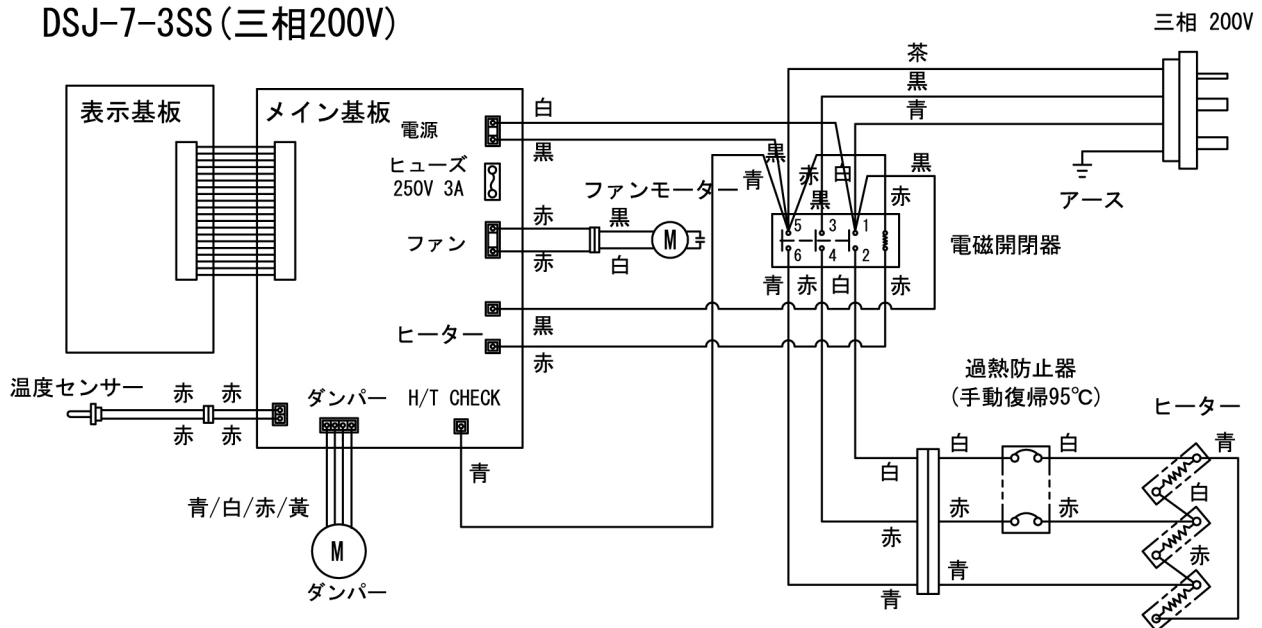 DSJ-7-3SS(三相200V)
三相 200V
茶
黒
青
表示基板
メイン基板
電源
白
黒
ヒューズ
250V 3A
ファンモーター
青
黒
赤
黒
白
黒
赤
ファン
赤
赤
黒
白
M
5
3
1
6
4
2
電磁開閉器
アース
青
赤
白
赤
ヒーター
黒
赤
温度センサー
赤
赤
赤
赤
ダンパー
H/T CHECK
青
青/白/赤/黃
M
ダンパー
過熱防止器
(手動復帰95℃)
ヒーター
白
白
白
青
白
赤
赤
赤
赤
青
青